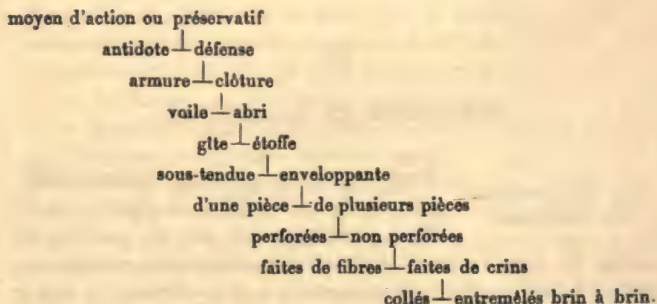 moyen d'action ou préservatif
antidote défense
armure clôture
voile abri
gîte étoffe
sous-tendue enveloppante
d'une pièce de plusieurs pièces
perforées non perforées
faites de fibres faites de crins
collés entremêlés brin à brin.